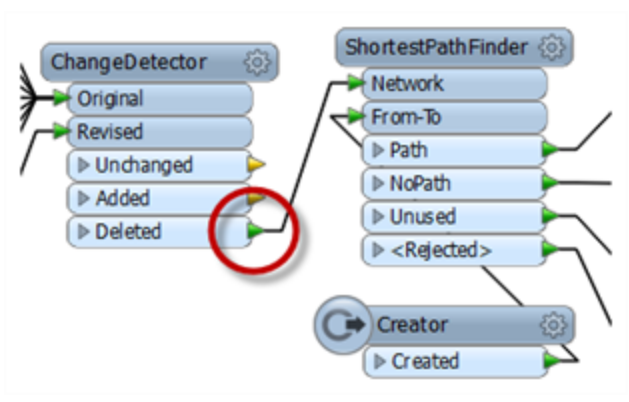 ChangeDetector
Original
Revised
Unchanged
Added
Deleted
ShortestPathFinder
Network
From-To
Path
NoPath
Unused
<Rejected>
Creator
Created